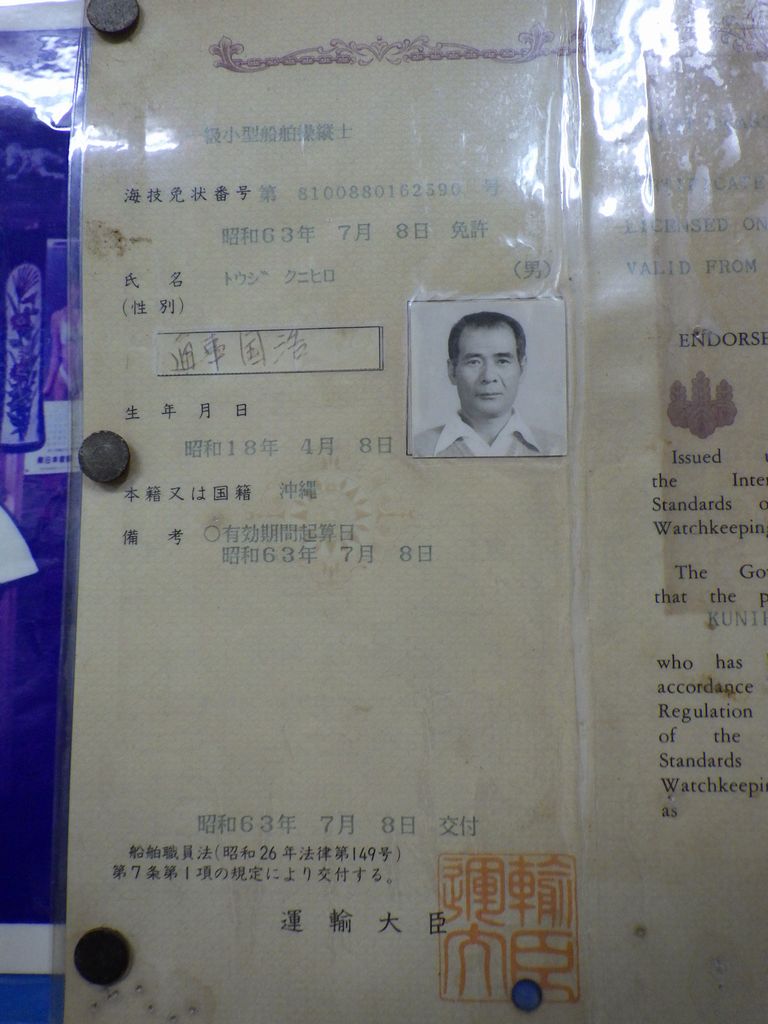 級小型船舶操縦士
海技免状番号 第 8100880162590 号
昭和63年 7月 8日 免許
氏 名 トウジ゛ クニヒロ (男)
(性別)
国浩
生年月日
昭和18年 4月 8日
本籍又は国籍 沖縄
備 考 ○有効期間起算日
昭和63年 7月 8日
昭和63年 7月 8日 交付
船舶職員法(昭和26年法律第149号)
第7条第1項の規定により交付する。
運輸大臣
運輸大臣
LICENSED ON
VALID FROM
ENDORSE
Issued
the Inter
Standards o
Watchkeeping
The Go
that the p
KUNIH
who has
accordance
Regulation
of the
Standards
Watchkeepi
as